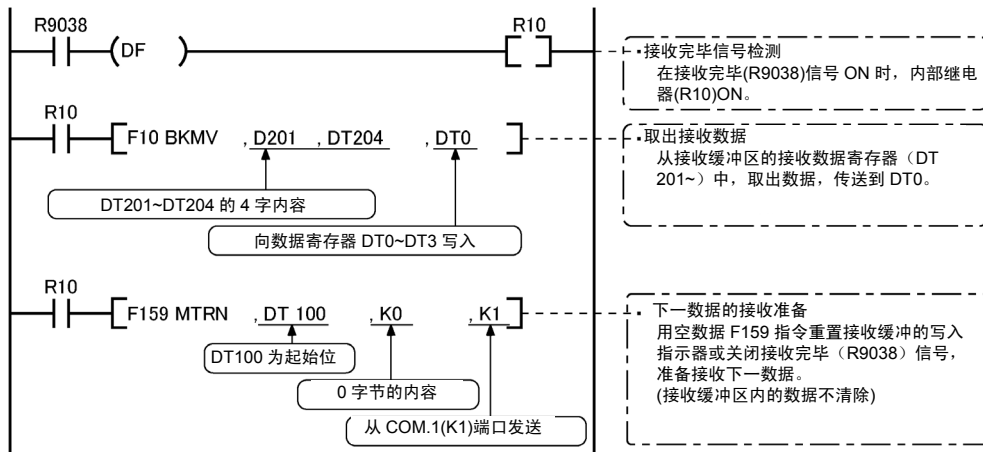 R9038
(DF )
R10
接收完毕信号检测
在接收完毕(R9038)信号 ON 时，内部继电
器(R10)ON。
R10
F10 BKMV , D201 , DT204 , DT0
取出接收数据
从接收缓冲区的接收数据寄存器（DT
201~）中，取出数据，传送到 DT0。
DT201~DT204 的 4 字内容
向数据寄存器 DT0~DT3 写入
R10
F159 MTRN , DT 100 , K0 , K1
下一数据的接收准备
用空数据 F159 指令重置接收缓冲的写入
指示器或关闭接收完毕（R9038）信号，
准备接收下一数据。
(接收缓冲区内的数据不清除)
DT100 为起始位
0 字节的内容
从 COM.1(K1)端口发送